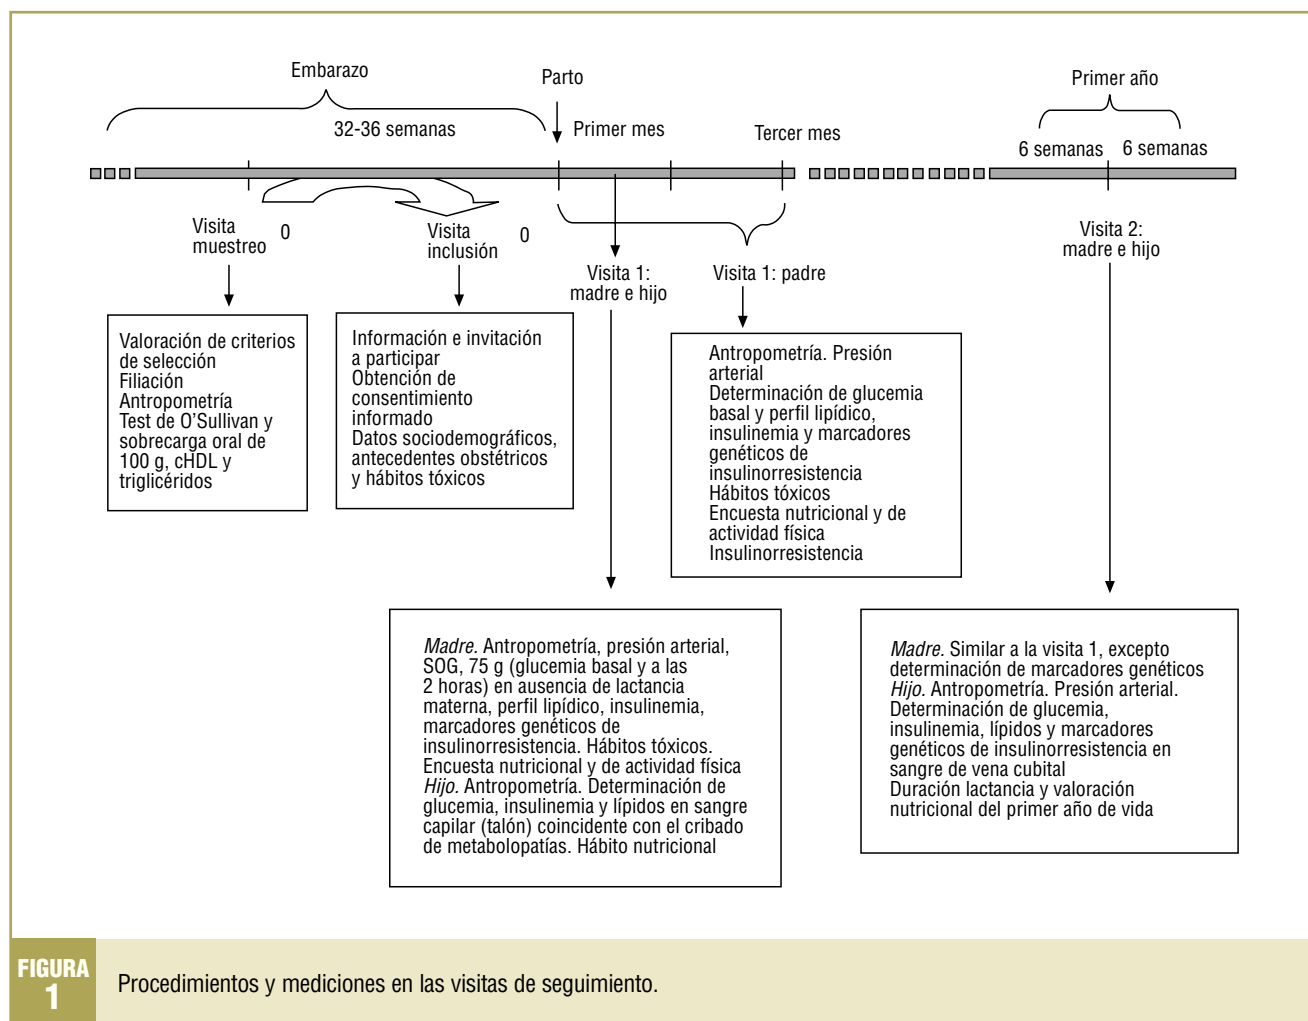 Embarazo
Parto
Primer año
32-36 semanas
Primer mes
Tercer mes
6 semanas
6 semanas
Visita
muestreo
0
Visita
inclusión
0
Visita 1:
madre e hijo
Visita 1: padre
Visita 2:
madre e hijo
Valoración de criterios
de selección
Filiación
Antropometría
Test de O'Sullivan y
sobrecarga oral de
100 g, cHDL y
triglicéridos
Información e invitación
a participar
Obtención de
consentimiento
informado
Datos sociodemográficos,
antecedentes obstétricos
y hábitos tóxicos
Antropometría. Presión
arterial
Determinación de glucemia
basal y perfil lipídico,
insulinemia y marcadores
genéticos de
insulinorresistencia
Hábitos tóxicos
Encuesta nutricional y de
actividad física
Insulinorresistencia
Madre. Antropometría, presión arterial,
SOG, 75 g (glucemia basal y a las
2 horas) en ausencia de lactancia
materna, perfil lipídico, insulinemia,
marcadores genéticos de
insulinorresistencia. Hábitos tóxicos.
Encuesta nutricional y de actividad física
Hijo. Antropometría. Determinación de
glucemia, insulinemia y lípidos en sangre
capilar (talón) coincidente con el cribado
de metabolopatías. Hábito nutricional
Madre. Similar a la visita 1, excepto
determinación de marcadores genéticos
Hijo. Antropometría. Presión arterial.
Determinación de glucemia,
insulinemia, lípidos y marcadores
genéticos de insulinorresistencia en
sangre de vena cubital
Duración lactancia y valoración
nutricional del primer año de vida
FIGURA
1
Procedimientos y mediciones en las visitas de seguimiento.